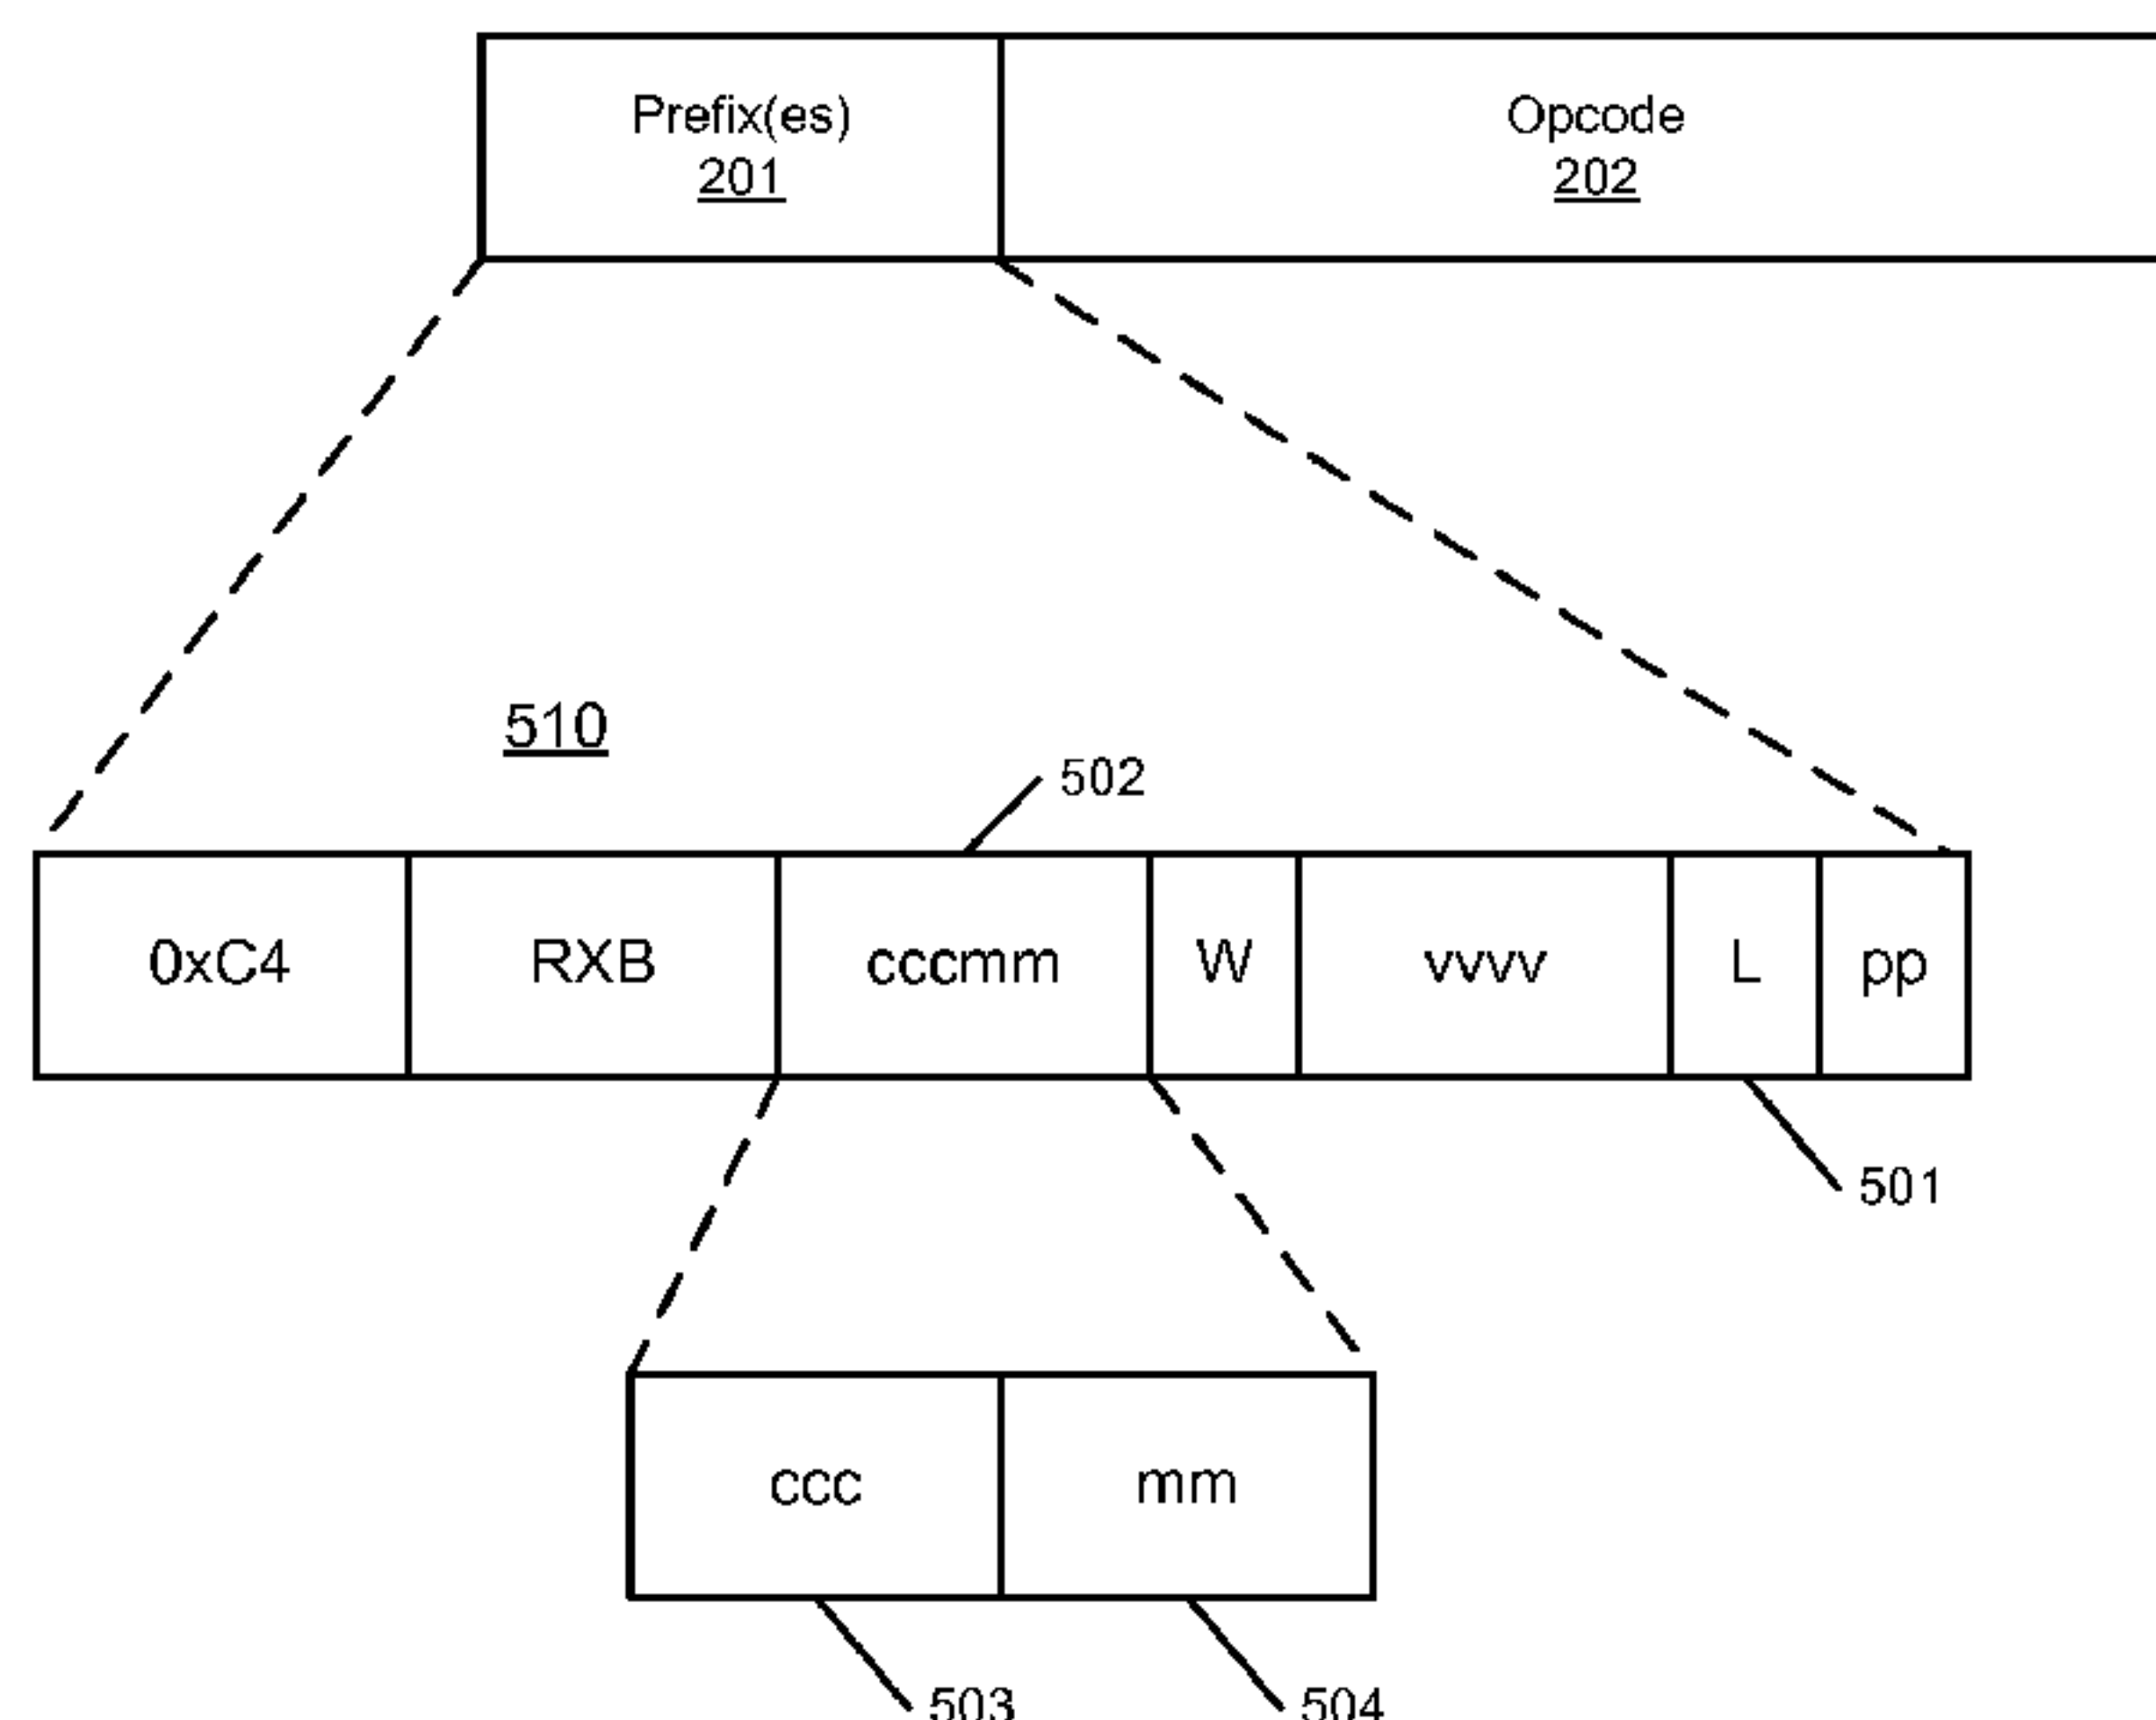 Prefix(es)
201
Opcode
202
510
502
0xC4
RXB
cccmm
W
vvvv
L
pp
501
ccc
mm
503
504